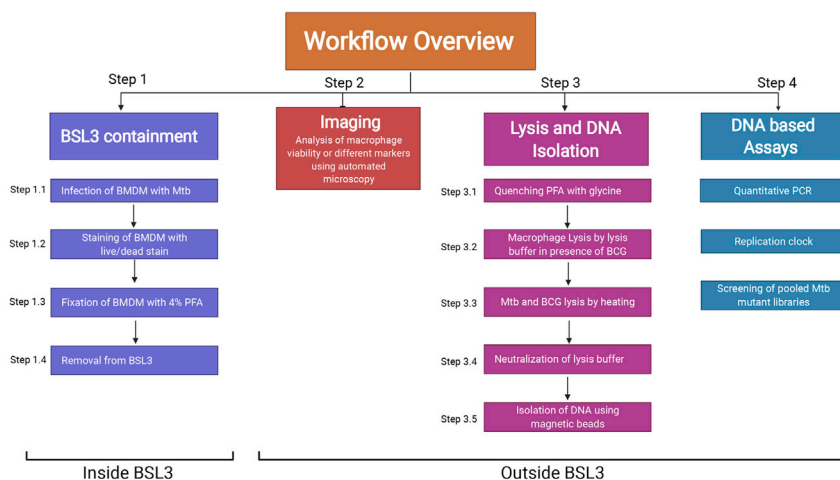 Workflow Overview
Step 1
Step 2
Step 3
Step 4
BSL3 containment
Imaging
Analysis of macrophage
viability or different markers
using automated
microscopy
Lysis and DNA
Isolation
DNA based
Assays
Step 1.1
Infection of BMDM with Mtb
Step 1.2
Staining of BMDM with
live/dead stain
Step 1.3
Fixation of BMDM with 4% PFA
Step 1.4
Removal from BSL3
Step 3.1
Quenching PFA with glycine
Step 3.2
Macrophage Lysis by lysis
buffer in presence of BCG
Step 3.3
Mtb and BCG lysis by heating
Step 3.4
Neutralization of lysis buffer
Step 3.5
Isolation of DNA using
magnetic beads
Quantitative PCR
Replication clock
Screening of pooled Mtb
mutant libraries
Inside BSL3
Outside BSL3